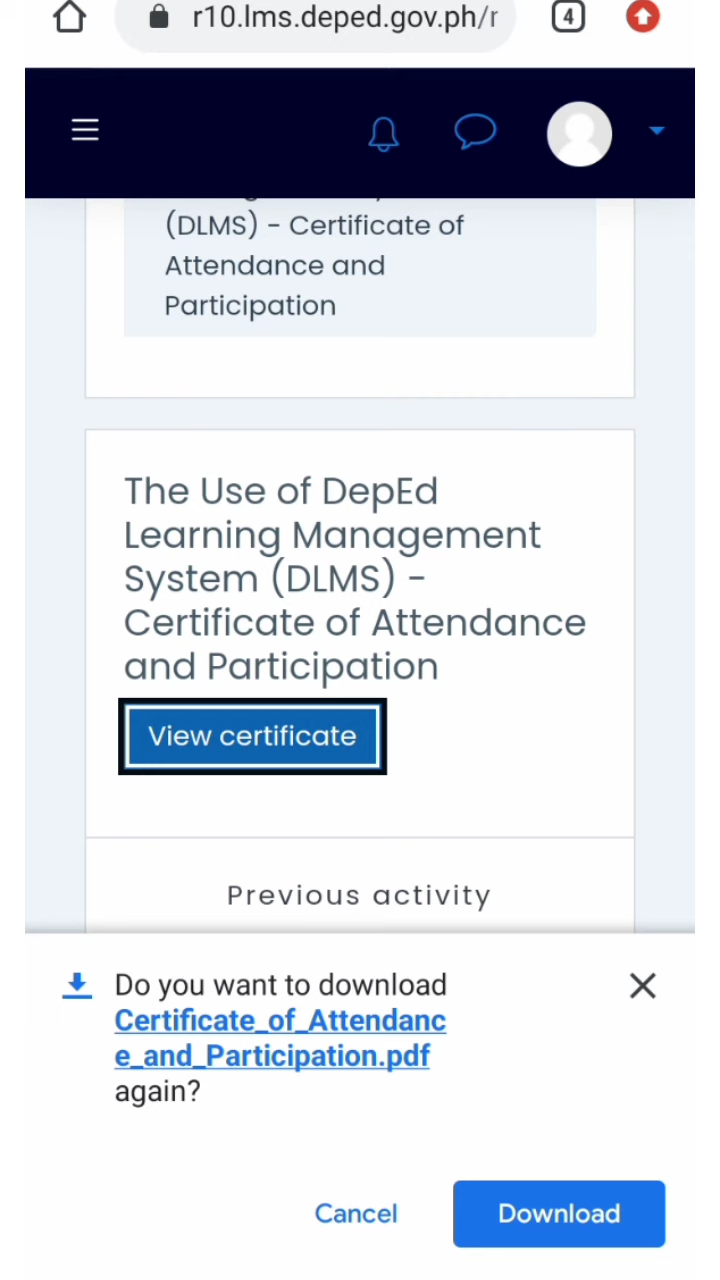 r10.lms.deped.gov.ph/r
4
(DLMS) - Certificate of
Attendance and
Participation
The Use of DepEd
Learning Management
System (DLMS) -
Certificate of Attendance
and Participation
View certificate
Previous activity
Do you want to download
Certificate_of_Attendanc
e_and_Participation.pdf
again?
Cancel
Download